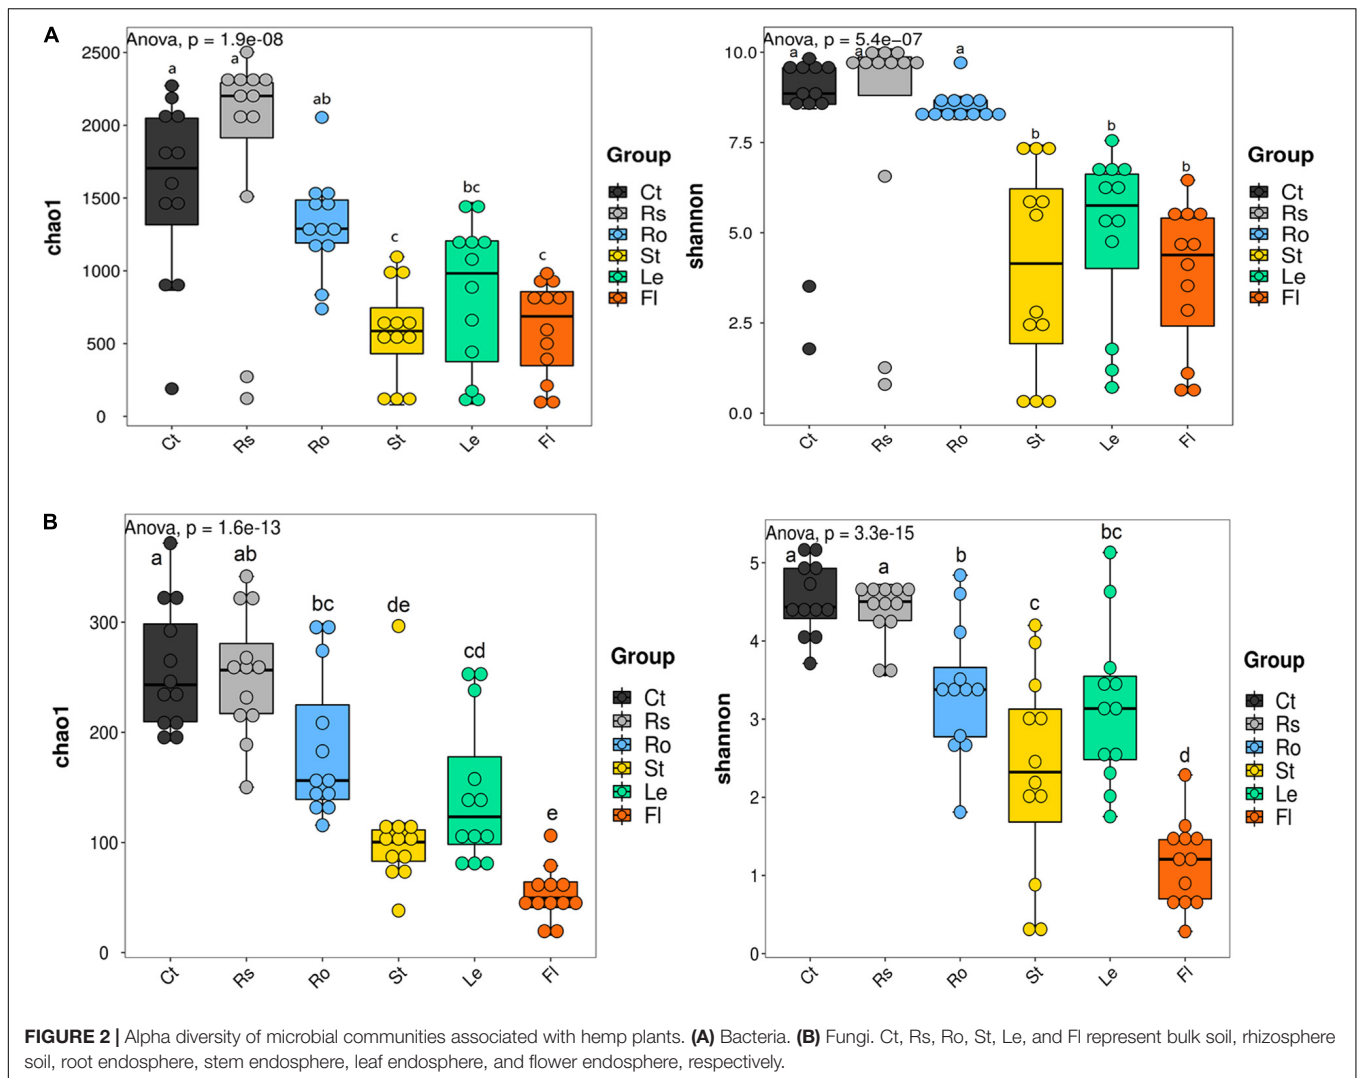 A
Anova, p = 1.9e-08
chao1
2500
2000
1500
1000
500
0
a
a
ab
c
bc
c
Ct
Rs
Ro
St
Le
Fl
Group
Ct
Rs
Ro
St
Le
Fl
Anova, p = 5.4e-07
shannon
10.0
7.5
5.0
2.5
0.0
a
a
a
b
b
b
Ct
Rs
Ro
St
Le
Fl
Group
Ct
Rs
Ro
St
Le
Fl
B
Anova, p = 1.6e-13
chao1
300
200
100
0
a
ab
bc
de
cd
e
Ct
Rs
Ro
St
Le
Fl
Group
Ct
Rs
Ro
St
Le
Fl
Anova, p = 3.3e-15
shannon
5
4
3
2
1
0
a
a
b
c
bc
d
Ct
Rs
Ro
St
Le
Fl
Group
Ct
Rs
Ro
St
Le
Fl
FIGURE 2 | Alpha diversity of microbial communities associated with hemp plants. (A) Bacteria. (B) Fungi. Ct, Rs, Ro, St, Le, and Fl represent bulk soil, rhizosphere
soil, root endosphere, stem endosphere, leaf endosphere, and flower endosphere, respectively.